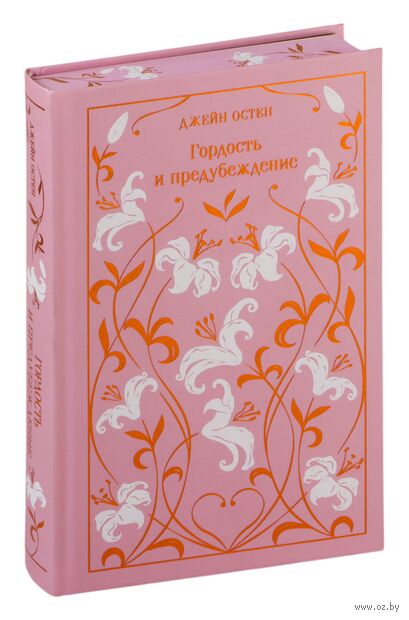 ДЖЕЙН ОСТЕН
Гордость
и предубеждение
ДЖЕЙН ОСТЕН
ГОРДОСТЬ
И ПРЕДУБЕЖДЕНИЕ
www.oz.by